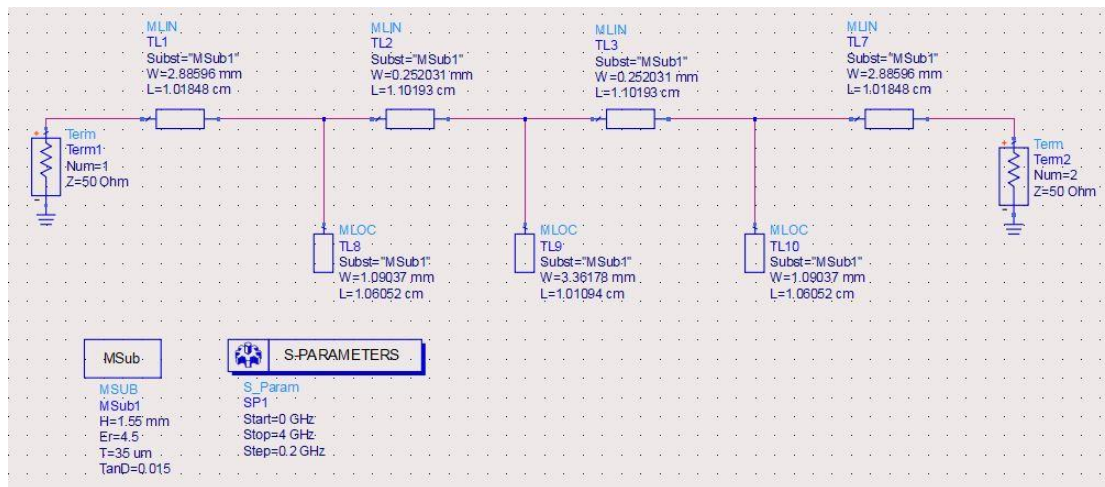 MLIN
TL1
Subst="MSub1"
W=2.88596 mm
L=1.01848 cm
MLIN
TL2
Subst="MSub1"
W=0.252031 mm
L=1.10193 cm
MLIN
TL3
Subst="MSub1"
W=0.252031 mm
L=1.10193 cm
MLIN
TL7
Subst="MSub1"
W=2.88596 mm
L=1.01848 cm
Term
Term1
Num=1
Z=50 Ohm
Term
Term2
Num=2
Z=50 Ohm
MLOC
TL8
Subst="MSub1"
W=1.09037 mm
L=1.06052 cm
MLOC
TL9
Subst="MSub1"
W=3.36178 mm
L=1.01094 cm
MLOC
TL10
Subst="MSub1"
W=1.09037 mm
L=1.06052 cm
MSub
MSUB
MSub1
H=1.55 mm
Er=4.5
T=35 um
TanD=0.015
S-PARAMETERS
S_Param
SP1
Start=0 GHz
Stop=4 GHz
Step=0.2 GHz